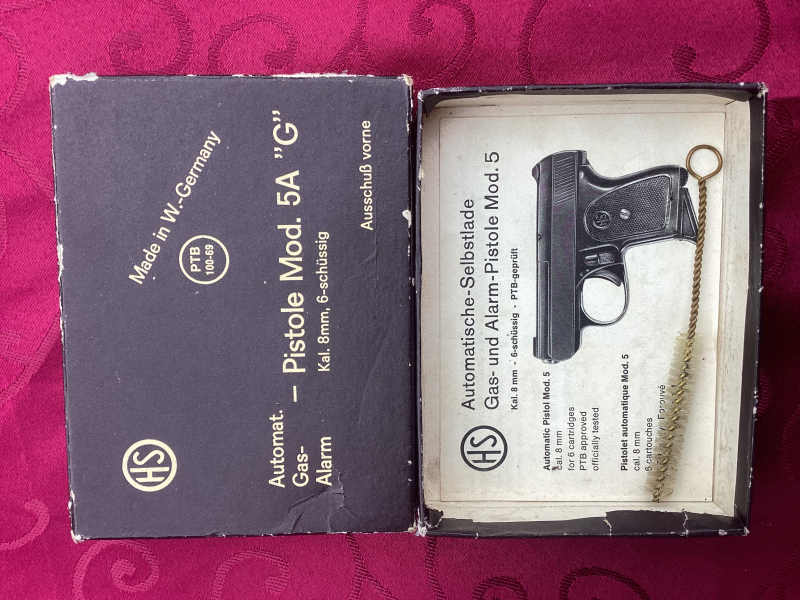 Made in W.-Germany
PTB
100-69
HS
Automat.
Gas- – Pistole Mod. 5A "G"
Alarm Kal. 8mm, 6-schüssig
Ausschuß vorne
HS
Automatische-Selbstlade
Gas- und Alarm-Pistole Mod. 5
Kal. 8 mm - 6-schüssig - PTB-geprüft
HS
Automatic Pistol Mod. 5
cal. 8 mm
for 6 cartridges
PTB approved
officially tested
Pistolet automatique Mod. 5
cal. 8 mm
6 cartouches
Eprouvé